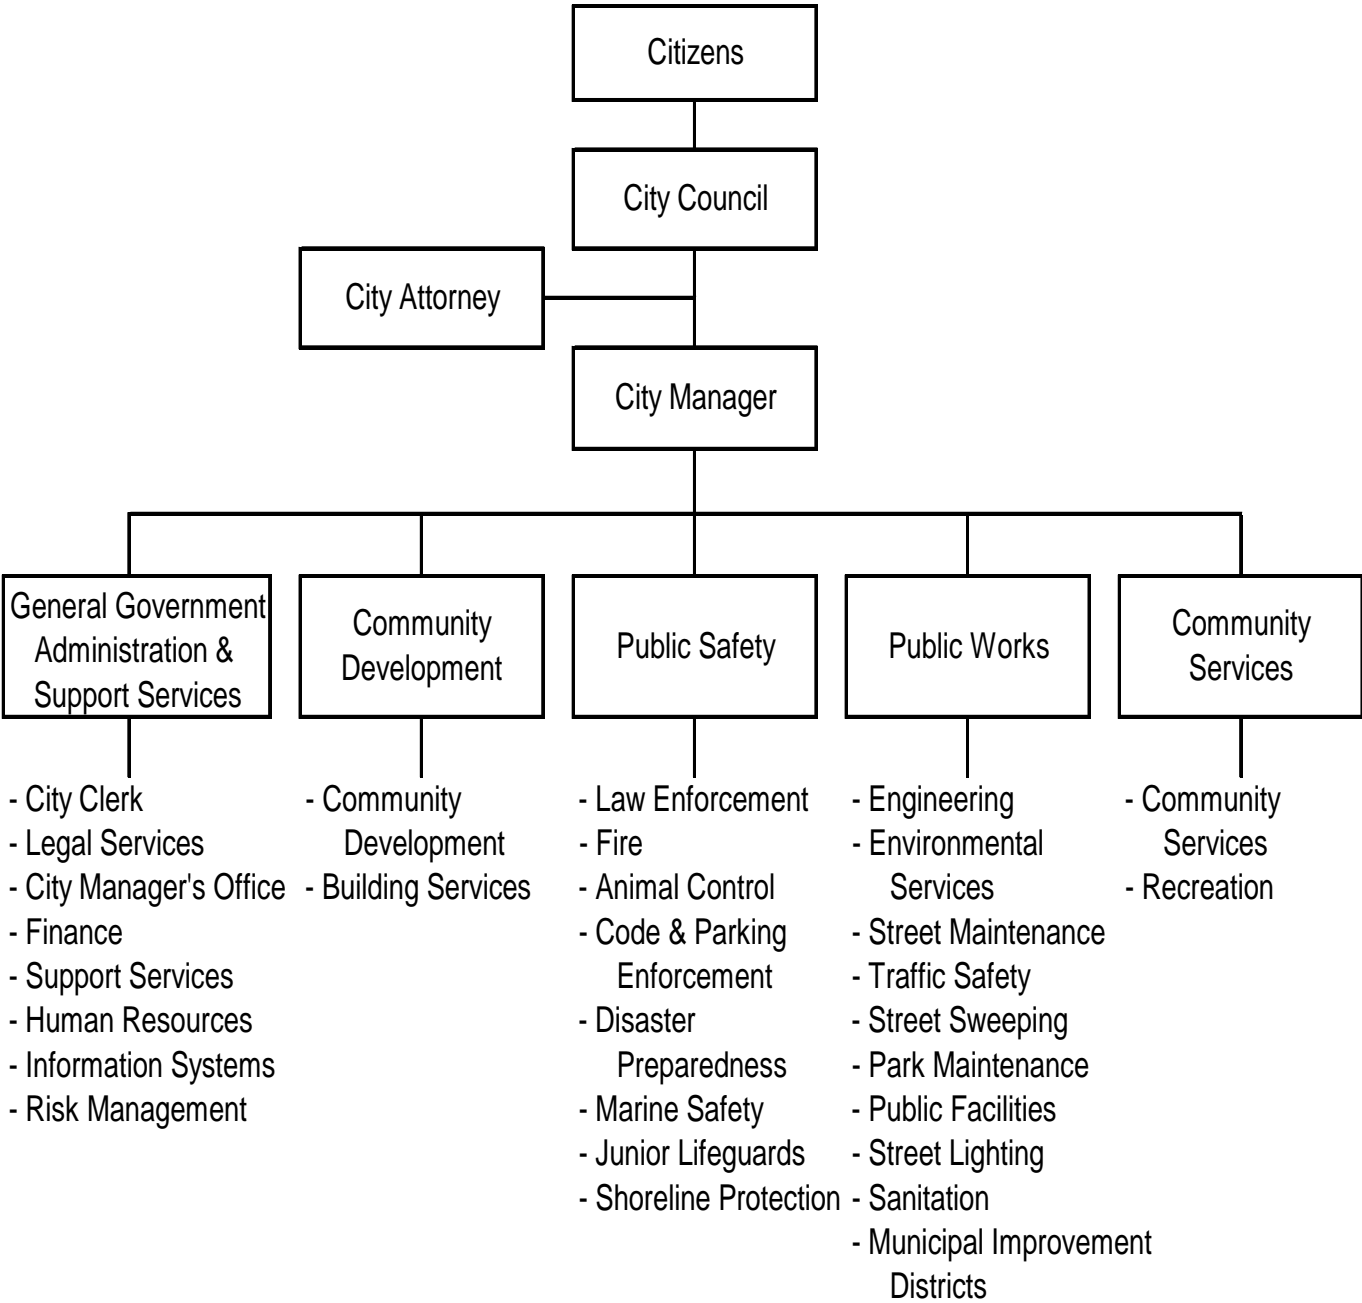 Citizens
City Council
City Attorney
City Manager
General Government
Administration &
Support Services
Community
Development
Public Safety
Public Works
Community
Services
- City Clerk
- Legal Services
- City Manager's Office
- Finance
- Support Services
- Human Resources
- Information Systems
- Risk Management
- Community
Development
- Building Services
- Law Enforcement
- Fire
- Animal Control
- Code & Parking
Enforcement
- Disaster
Preparedness
- Marine Safety
- Junior Lifeguards
- Shoreline Protection
- Engineering
- Environmental
Services
- Street Maintenance
- Traffic Safety
- Street Sweeping
- Park Maintenance
- Public Facilities
- Street Lighting
- Sanitation
- Municipal Improvement
Districts
- Community
Services
- Recreation